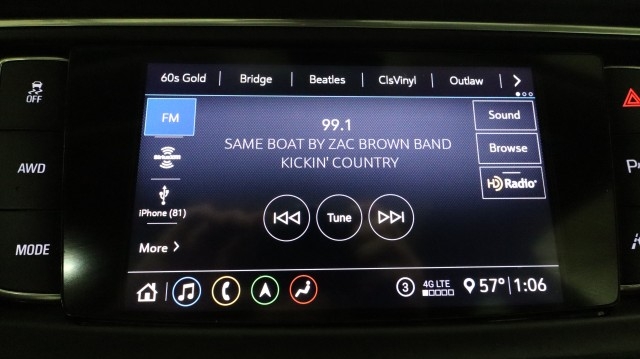 60s Gold | Bridge | Beatles | ClsVinyl | Outlaw |
OFF
FM
99.1
Sound
SAME BOAT BY ZAC BROWN BAND
Browse
KICKIN' COUNTRY
AWD
HD Radio
iPhone (81)
Tune
MODE
More
3
4G LTE
57° | 1:06